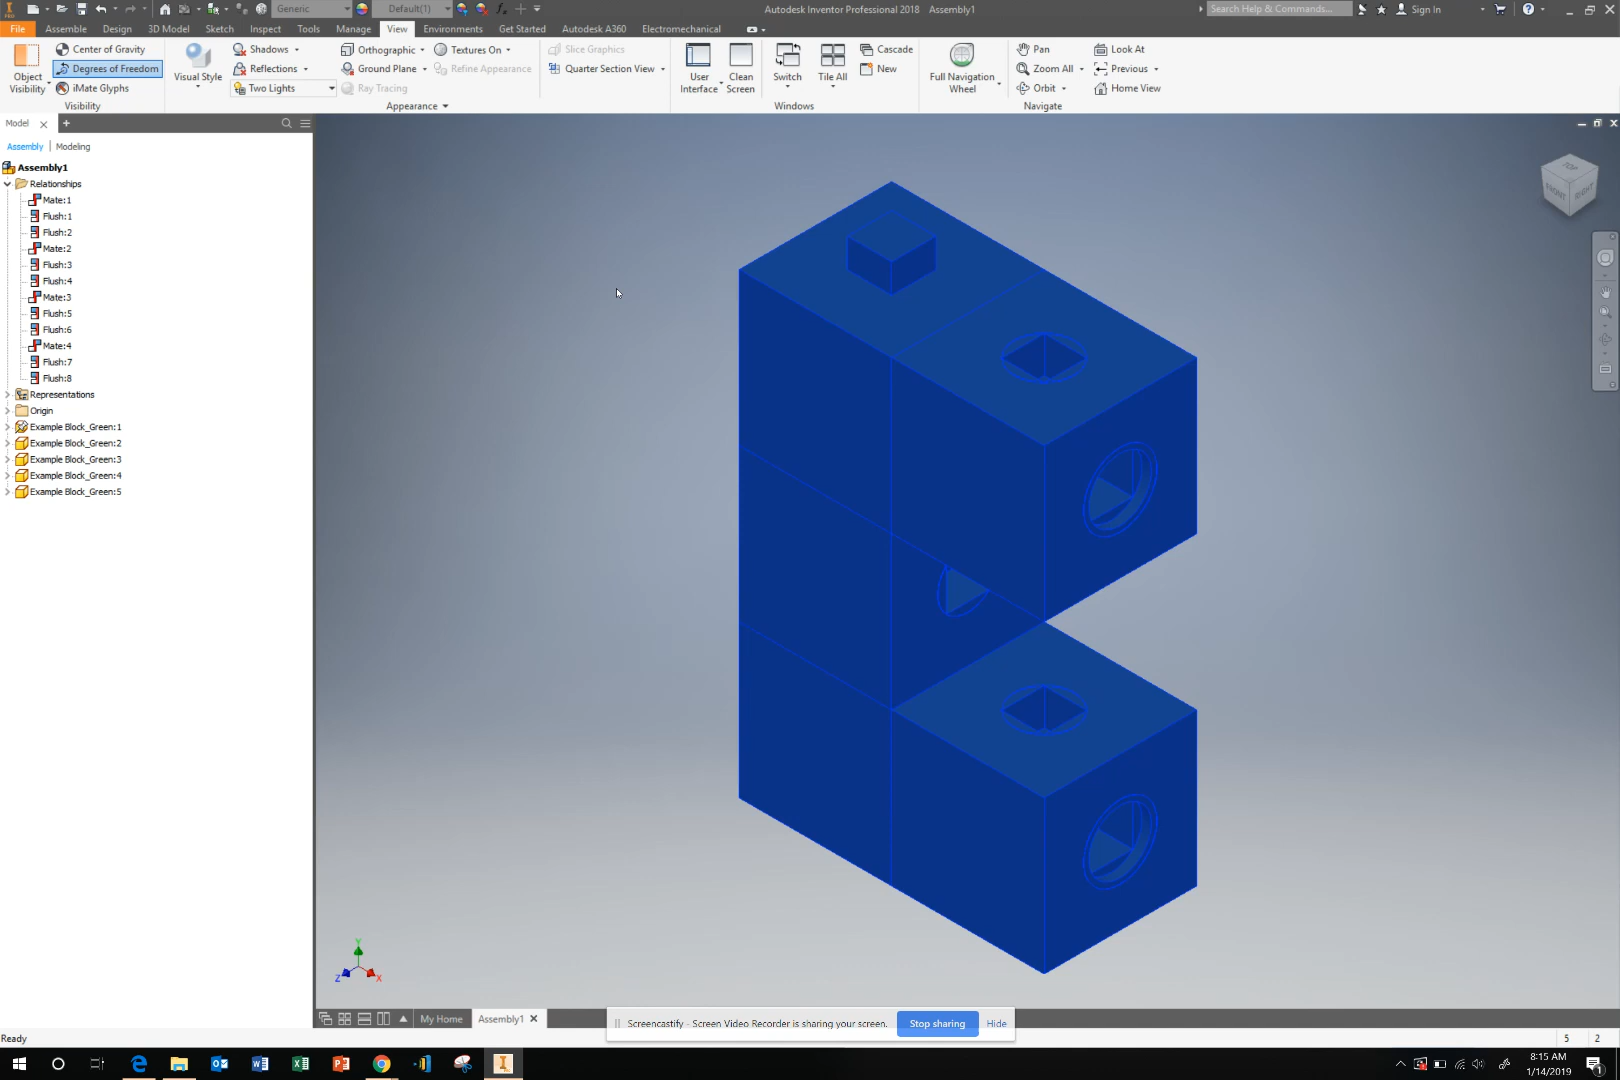 Generic
Default(1)
Autodesk Inventor Professional 2018 Assembly1
Search Help & Commands...
Sign In
File Assemble Design 3D Model Sketch Inspect Tools Manage View Environments Get Started Autodesk A360 Electromechanical
Object Visibility
Center of Gravity
Degrees of Freedom
iMate Glyphs
Visibility
Visual Style
Shadows
Reflections
Two Lights
Orthographic
Ground Plane
Ray Tracing
Textures On
Refine Appearance
Appearance
Slice Graphics
Quarter Section View
User Interface
Clean Screen
Switch
Tile All
Cascade
New
Windows
Full Navigation Wheel
Pan
Zoom All
Orbit
Look At
Previous
Home View
Navigate
Model
Assembly | Modeling
Assembly1
Relationships
Mate:1
Flush:1
Flush:2
Mate:2
Flush:3
Flush:4
Mate:3
Flush:5
Flush:6
Mate:4
Flush:7
Flush:8
Representations
Origin
Example Block_Green:1
Example Block_Green:2
Example Block_Green:3
Example Block_Green:4
Example Block_Green:5
TOP
FRONT
RIGHT
Y
Z
X
My Home
Assembly1
Screencastify - Screen Video Recorder is sharing your screen.
Stop sharing
Hide
Ready
5 2
8:15 AM
1/14/2019
1